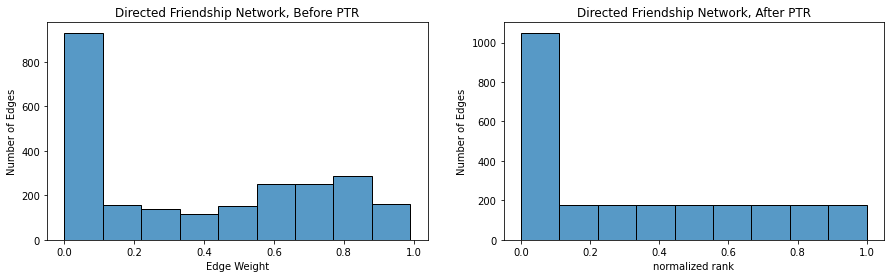 Directed Friendship Network, Before PTR
Number of Edges
800
600
400
200
0
0.0 0.2 0.4 0.6 0.8 1.0
Edge Weight
Directed Friendship Network, After PTR
Number of Edges
1000
800
600
400
200
0
0.0 0.2 0.4 0.6 0.8 1.0
normalized rank